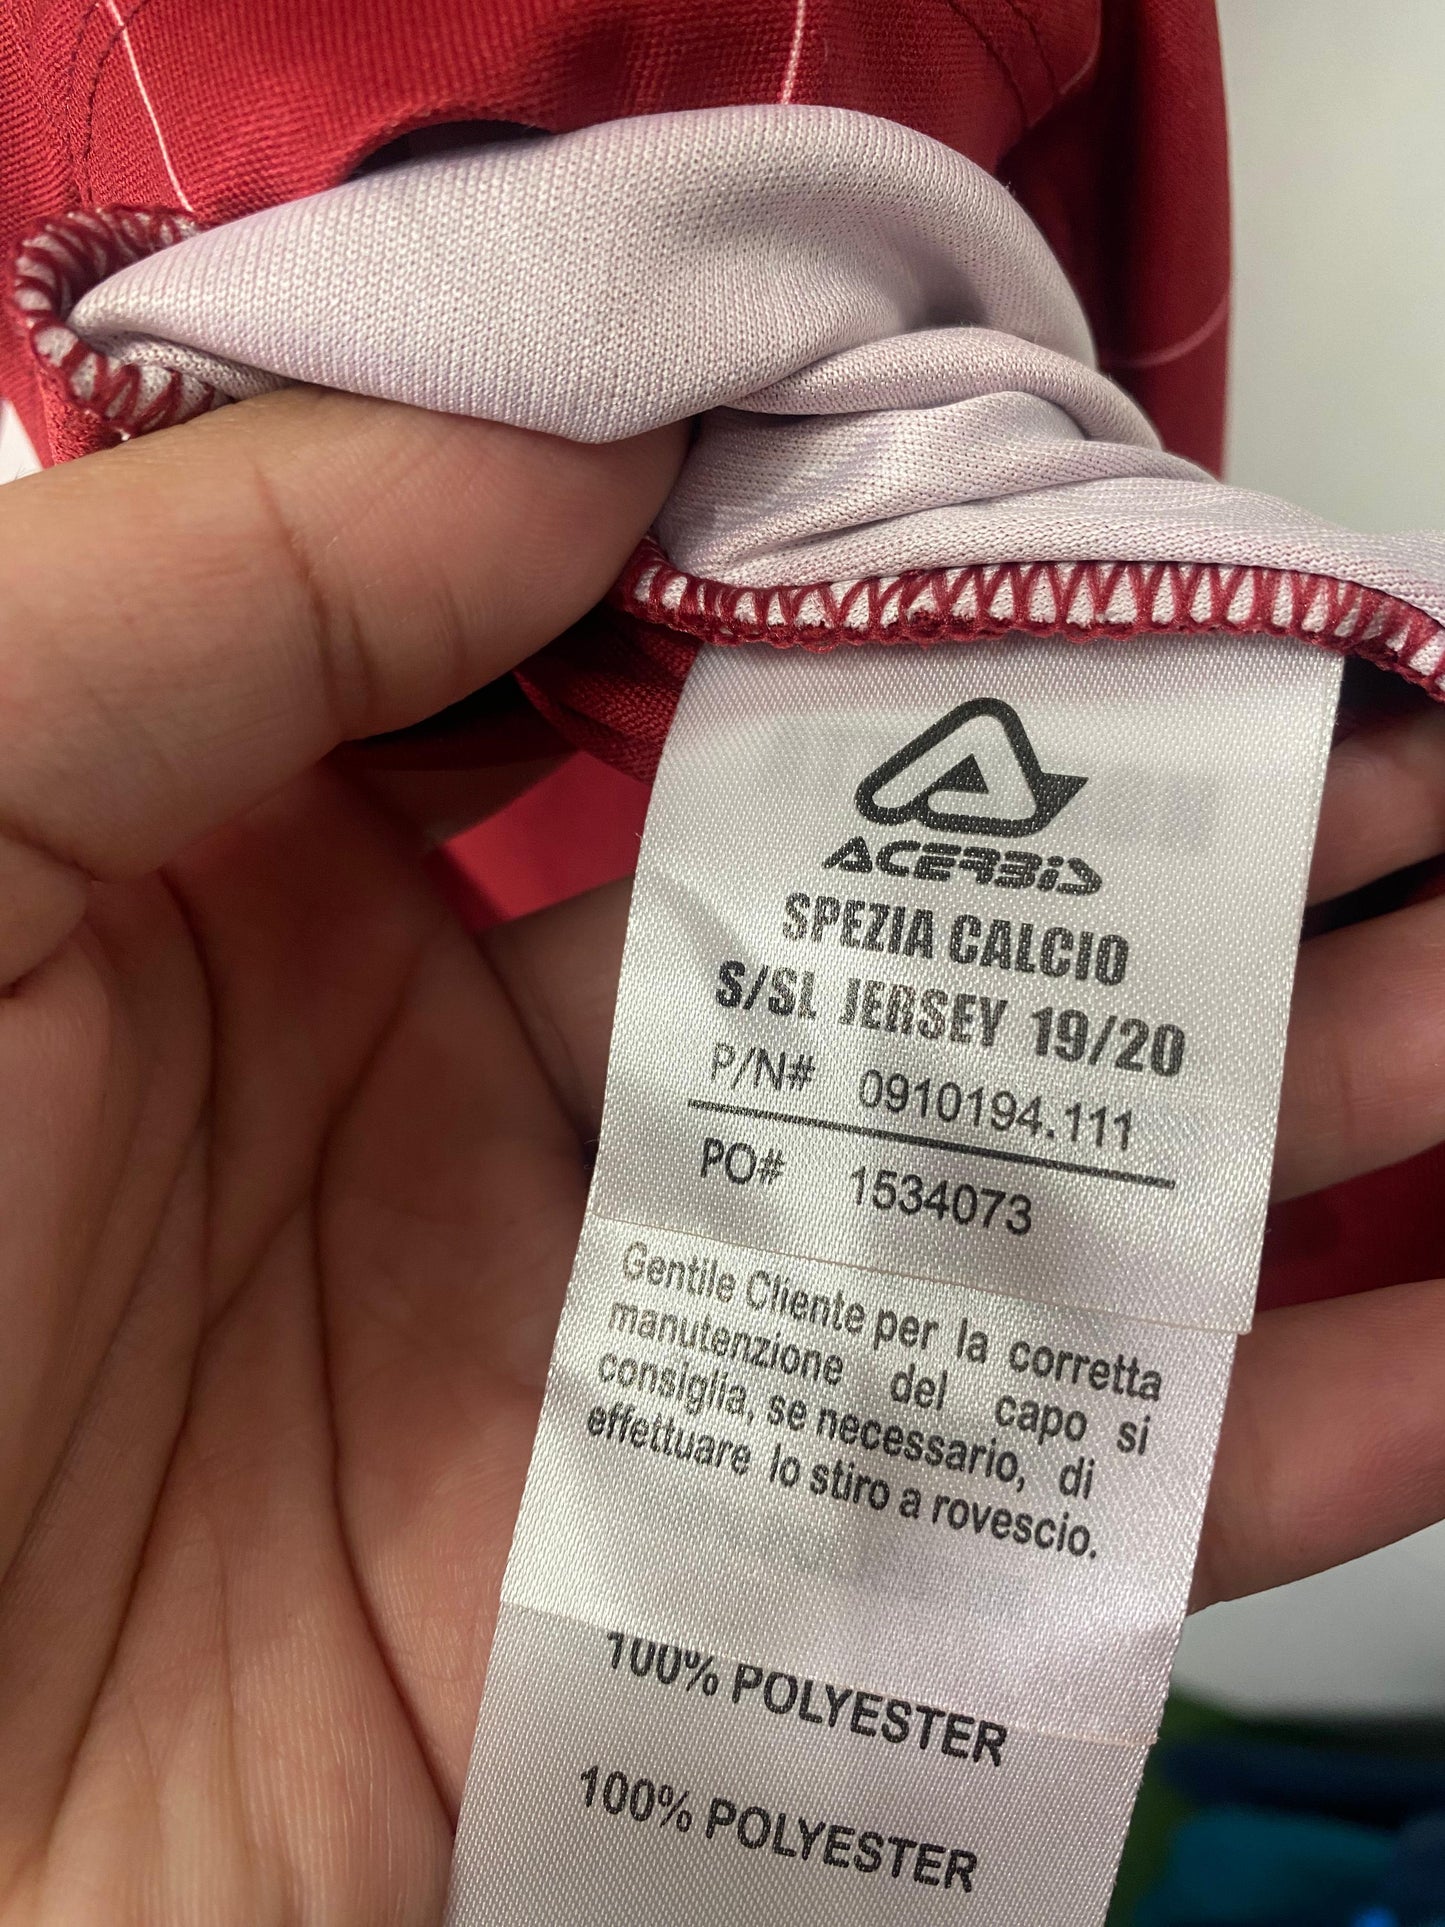 ACERBIS
SPEZIA CALCIO
S/SL JERSEY 19/20
P/N# 0910194.111
PO# 1534073
Gentile Cliente per la corretta
manutenzione del capo si
consiglia, se necessario, di
effettuare lo stiro a rovescio.
100% POLYESTER
100% POLYESTER